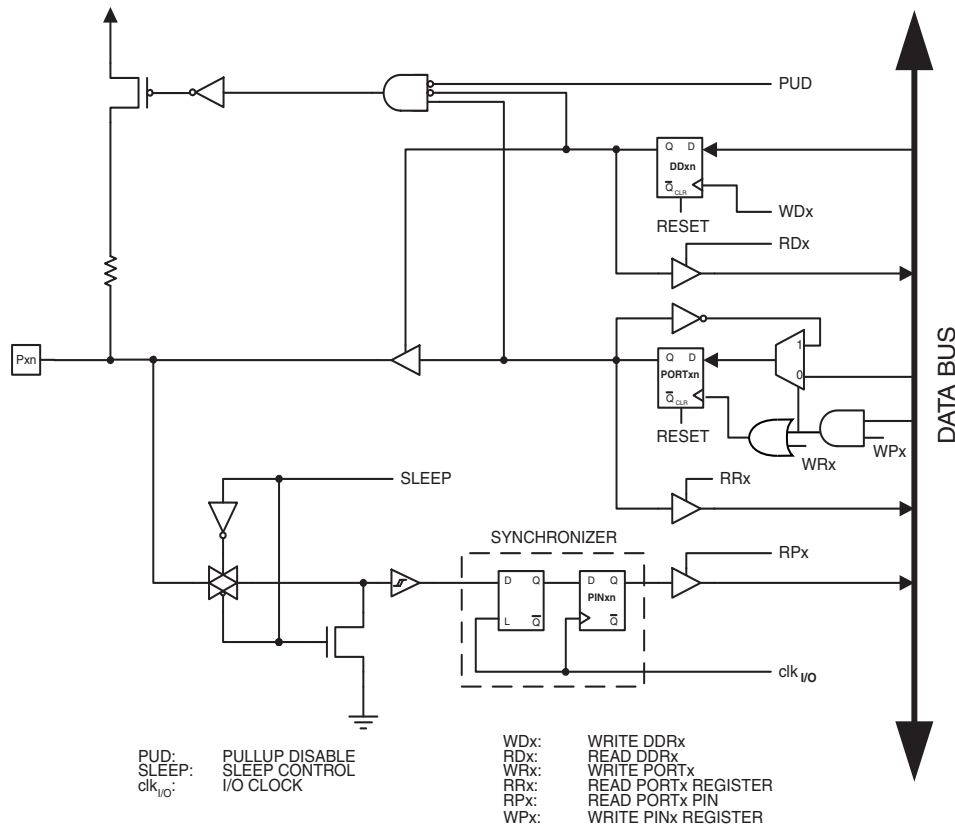 PUD
Q D
DDxn
Q CLR
WDx
RESET
RDx
Pxn
1
Q D
PORTxn
0
Q CLR
RESET
WRx
WPx
DATA BUS
RRx
SLEEP
SYNCHRONIZER
RPx
D Q
D Q
PINxn
L Q
Q
clk I/O
PUD: PULLUP DISABLE
SLEEP: SLEEP CONTROL
clkI/O: I/O CLOCK
WDx: WRITE DDRx
RDx: READ DDRx
WRx: WRITE PORTx
RRx: READ PORTx REGISTER
RPx: READ PORTx PIN
WPx: WRITE PINx REGISTER